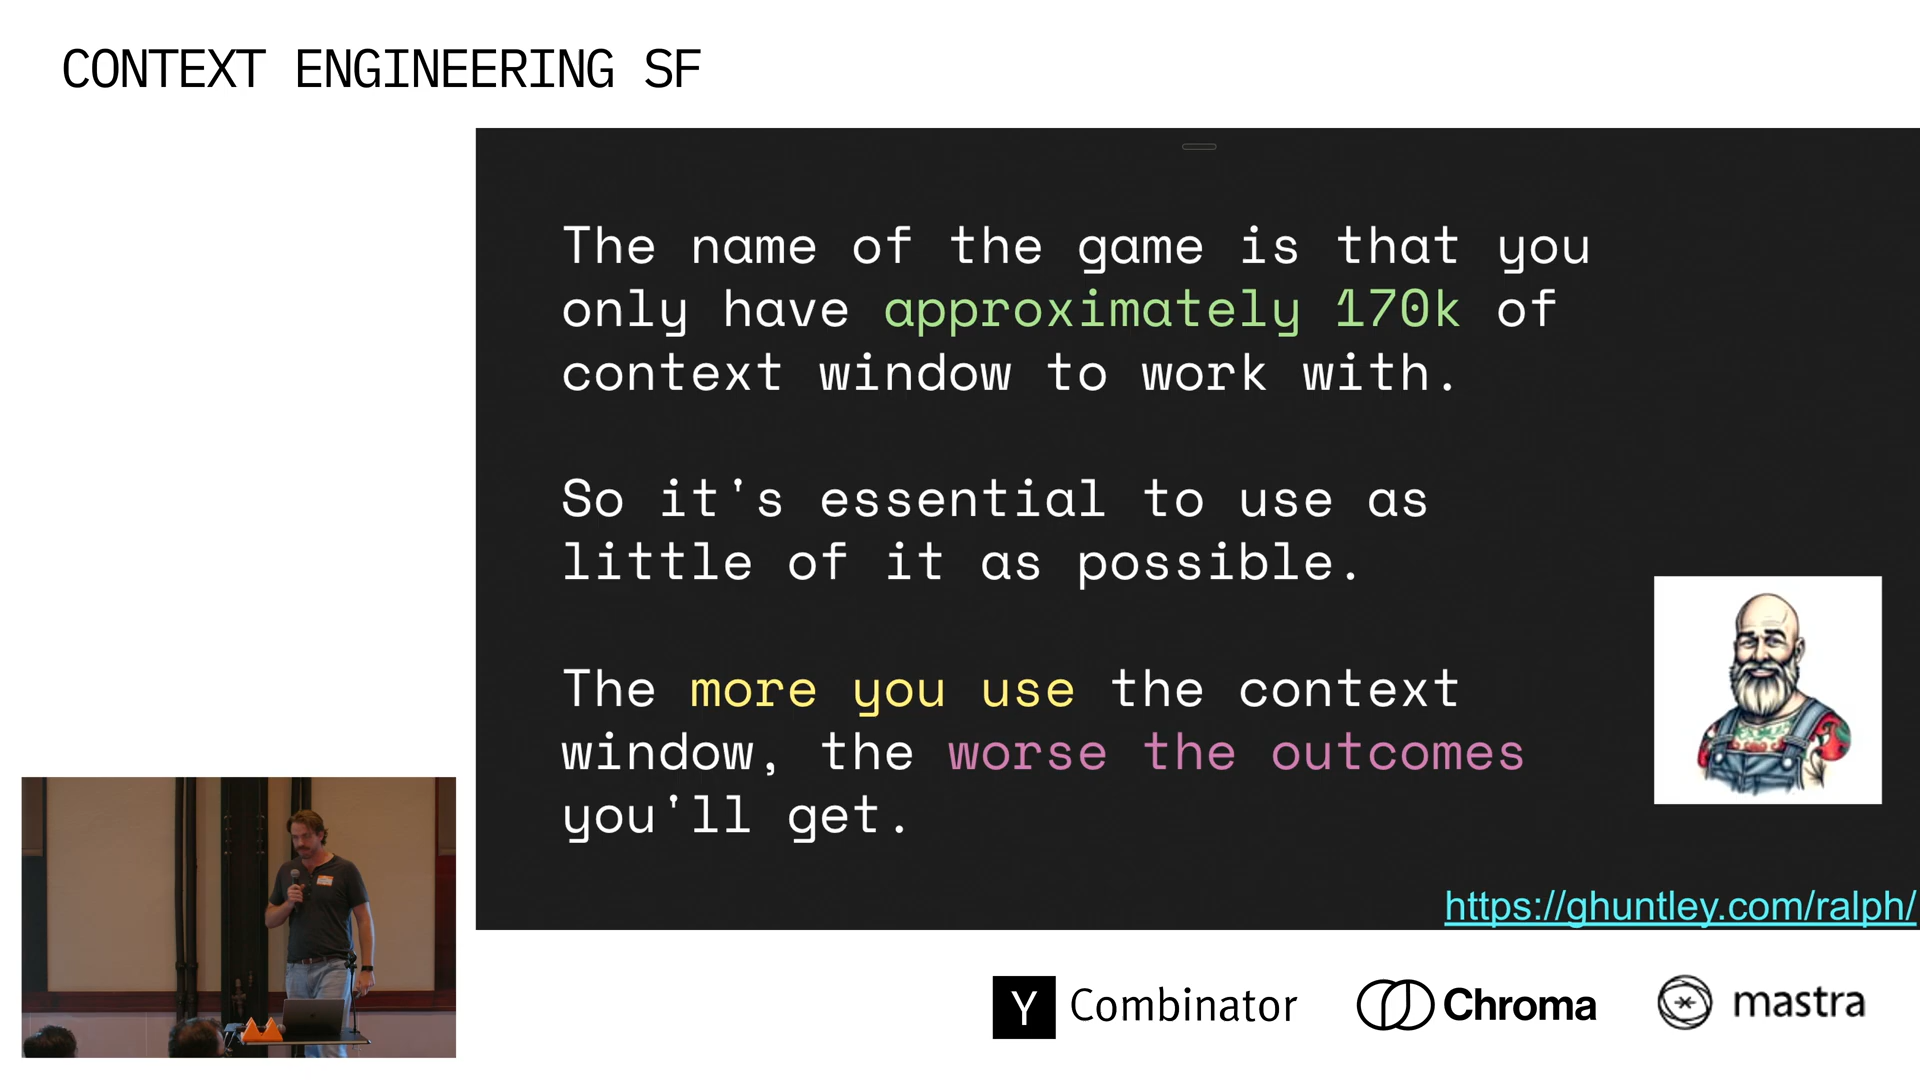 CONTEXT ENGINEERING SF
The name of the game is that you
only have approximately 170k of
context window to work with.
So it's essential to use as
little of it as possible.
The more you use the context
window, the worse the outcomes
you'll get.
https://ghuntley.com/ralph/
Y Combinator
Chroma
mastra